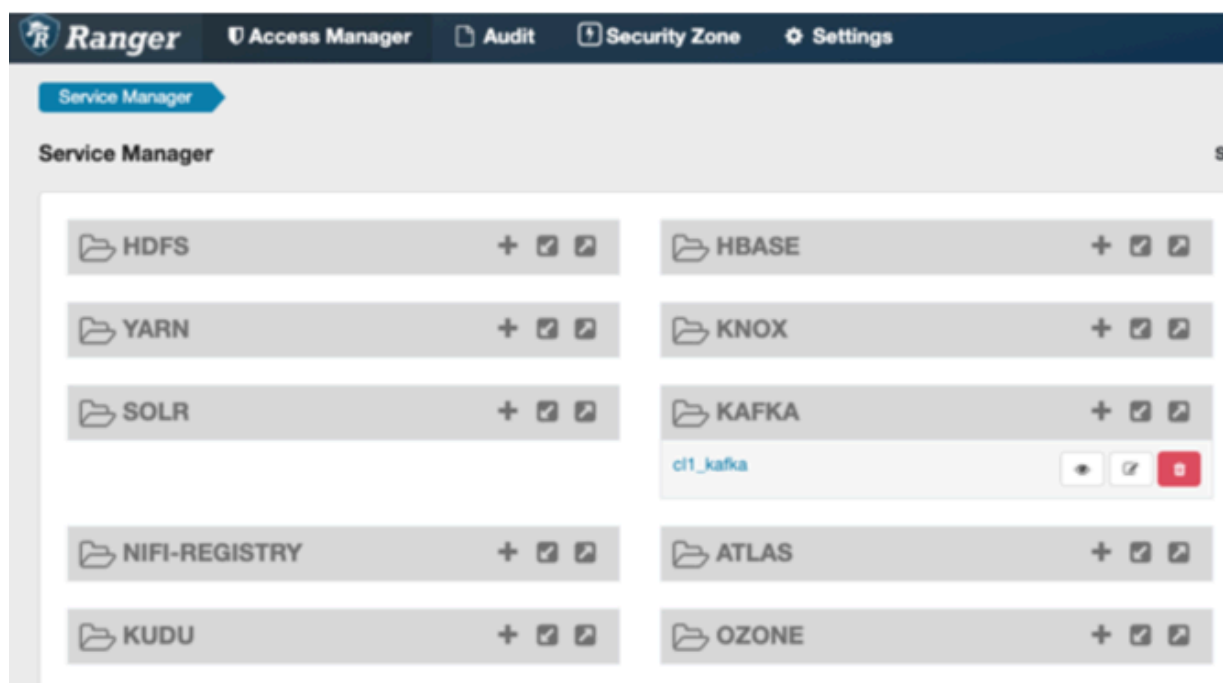 Ranger Access Manager Audit Security Zone Settings
Service Manager
Service Manager
HDFS HBASE
YARN KNOX
SOLR KAFKA
cl1_kafka
NIFI-REGISTRY ATLAS
KUDU OZONE